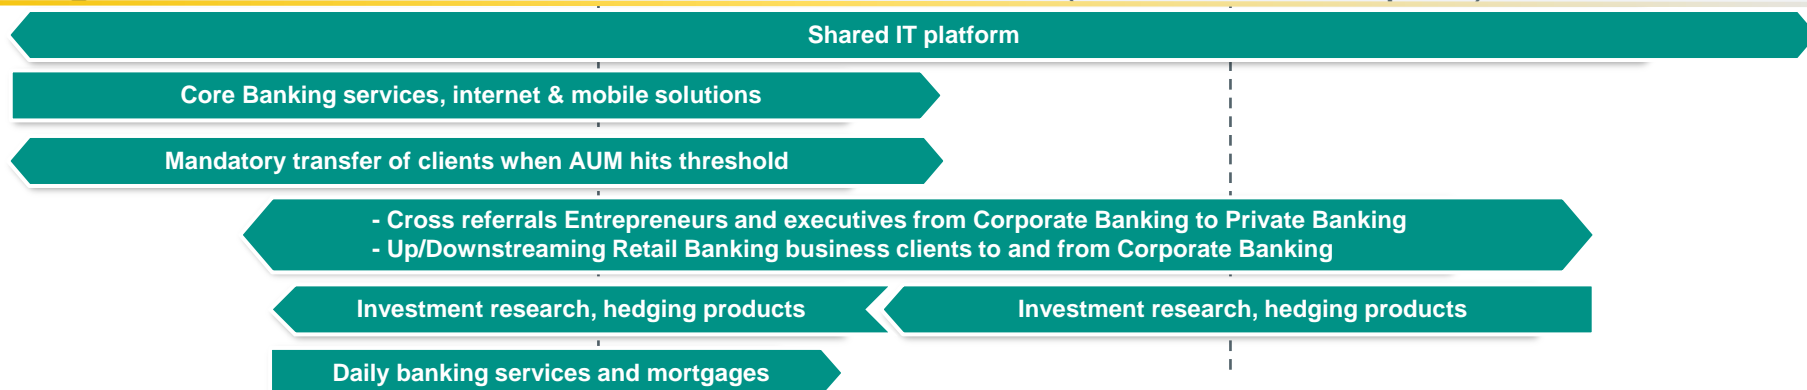 Shared IT platform
Core Banking services, internet & mobile solutions
Mandatory transfer of clients when AUM hits threshold
- Cross referrals Entrepreneurs and executives from Corporate Banking to Private Banking
- Up/Downstreaming Retail Banking business clients to and from Corporate Banking
Investment research, hedging products
Investment research, hedging products
Daily banking services and mortgages